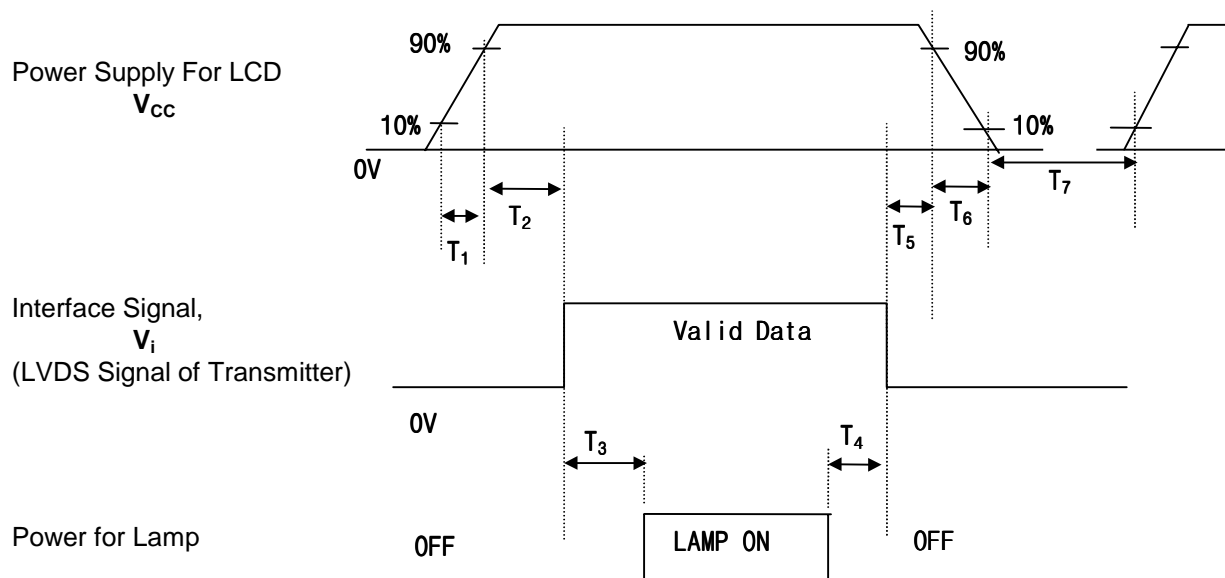 90%
90%
Power Supply For LCD
VCC
10%
10%
0V
T1
T2
T5
T6
T7
Interface Signal,
Vi
(LVDS Signal of Transmitter)
Valid Data
0V
T3
T4
Power for Lamp
OFF
LAMP ON
OFF